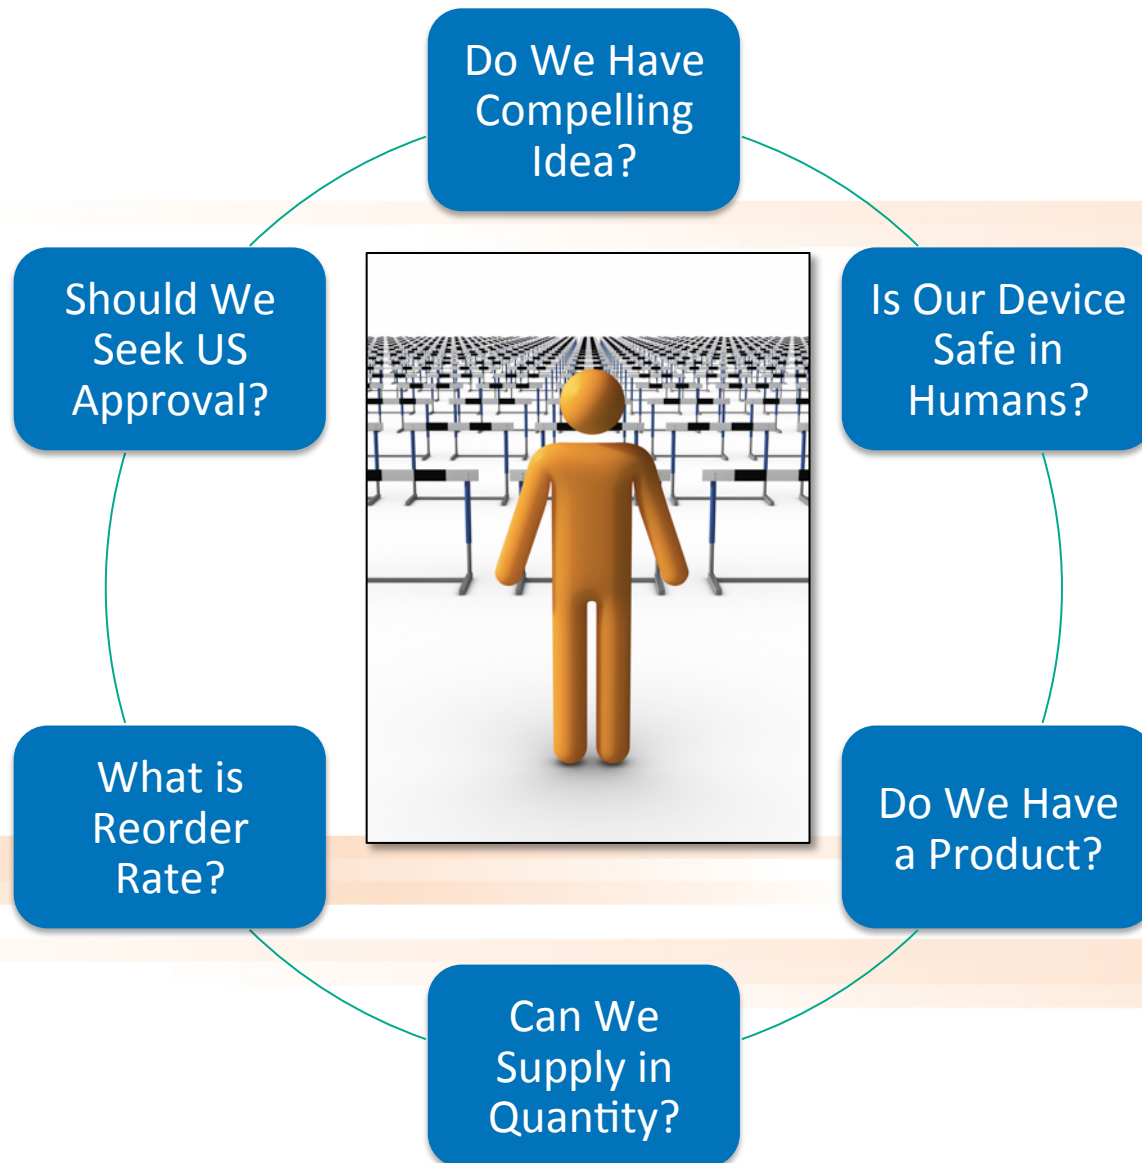 Do We Have
Compelling
Idea?
Is Our Device
Safe in
Humans?
Do We Have
a Product?
Can We
Supply in
Quantity?
What is
Reorder
Rate?
Should We
Seek US
Approval?